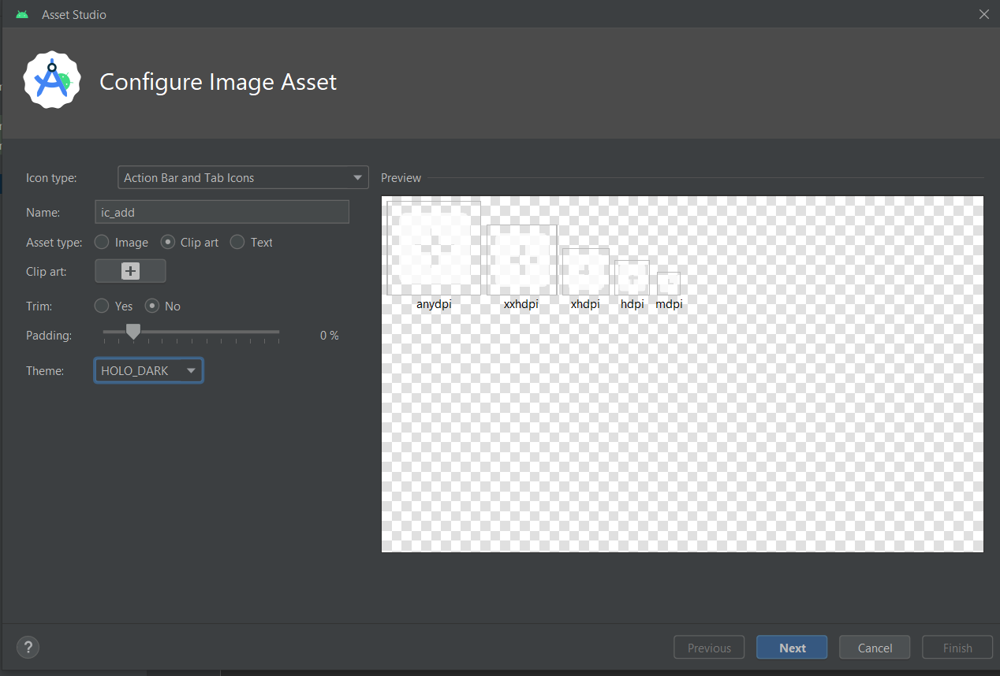 Asset Studio
Configure Image Asset
Icon type:
Action Bar and Tab Icons
Preview
Name:
ic_add
Asset type:
Image
Clip art
Text
Clip art:
anydpi
xxhdpi
xhdpi
hdpi
mdpi
Trim:
Yes
No
Padding:
0 %
Theme:
HOLO_DARK
?
Previous
Next
Cancel
Finish